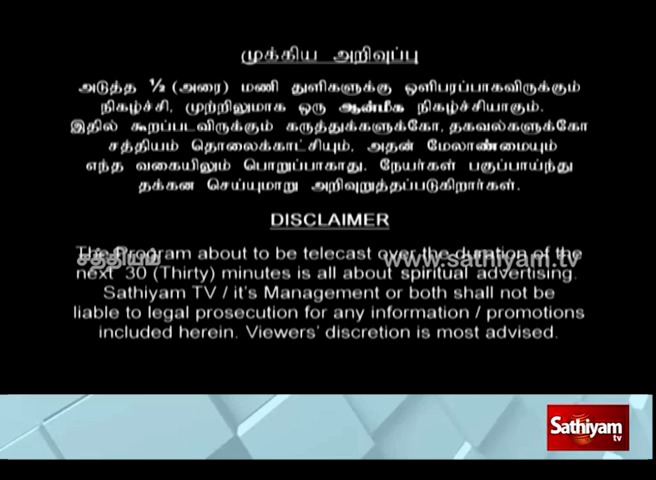 முக்கிய அறிவுப்பு
அடுத்த ½ (அரை) மணி துளிகளுக்கு ஒளிபரப்பாகவிருக்கும்
நிகழ்ச்சி, முற்றிலுமாக ஒரு ஆன்மீக நிகழ்ச்சியாகும்.
இதில் கூறப்படவிருக்கும் கருத்துக்களுக்கோ, தகவல்களுக்கோ
சத்தியம் தொலைக்காட்சியும், அதன் மேலாண்மையும்
எந்த வகையிலும் பொறுப்பாகாது. நேயர்கள் பகுப்பாய்ந்து
தக்கன செய்யுமாறு அறிவுறுத்தப்படுகிறார்கள்.
DISCLAIMER
The Program about to be telecast over the duration of the
சத்தியம்
www.sathiyam.tv
next 30 (Thirty) minutes is all about spiritual advertising.
Sathiyam TV / it's Management or both shall not be
liable to legal prosecution for any information / promotions
included herein. Viewers' discretion is most advised.
Sathiyam
tv